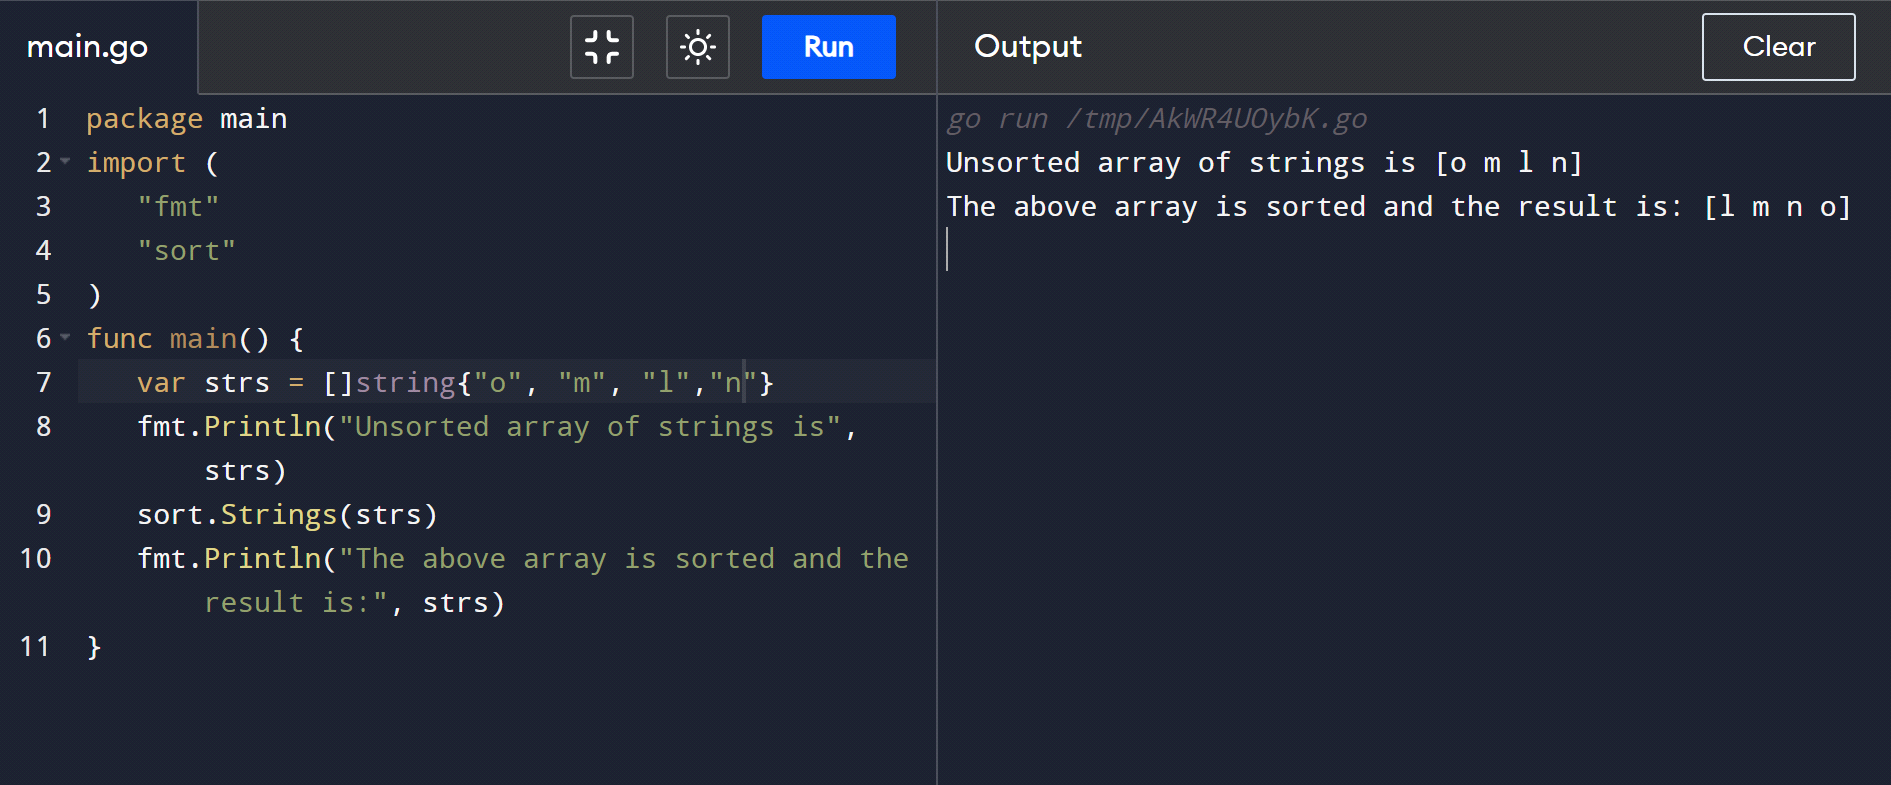 main.go
Run
1 package main
2 import (
3 "fmt"
4 "sort"
5 )
6 func main() {
7 var strs = []string{"o", "m", "l","n"}
8 fmt.Println("Unsorted array of strings is",
strs)
9 sort.Strings(strs)
10 fmt.Println("The above array is sorted and the
result is:", strs)
11 }
Output
Clear
go run /tmp/AkWR4UOybK.go
Unsorted array of strings is [o m l n]
The above array is sorted and the result is: [l m n o]